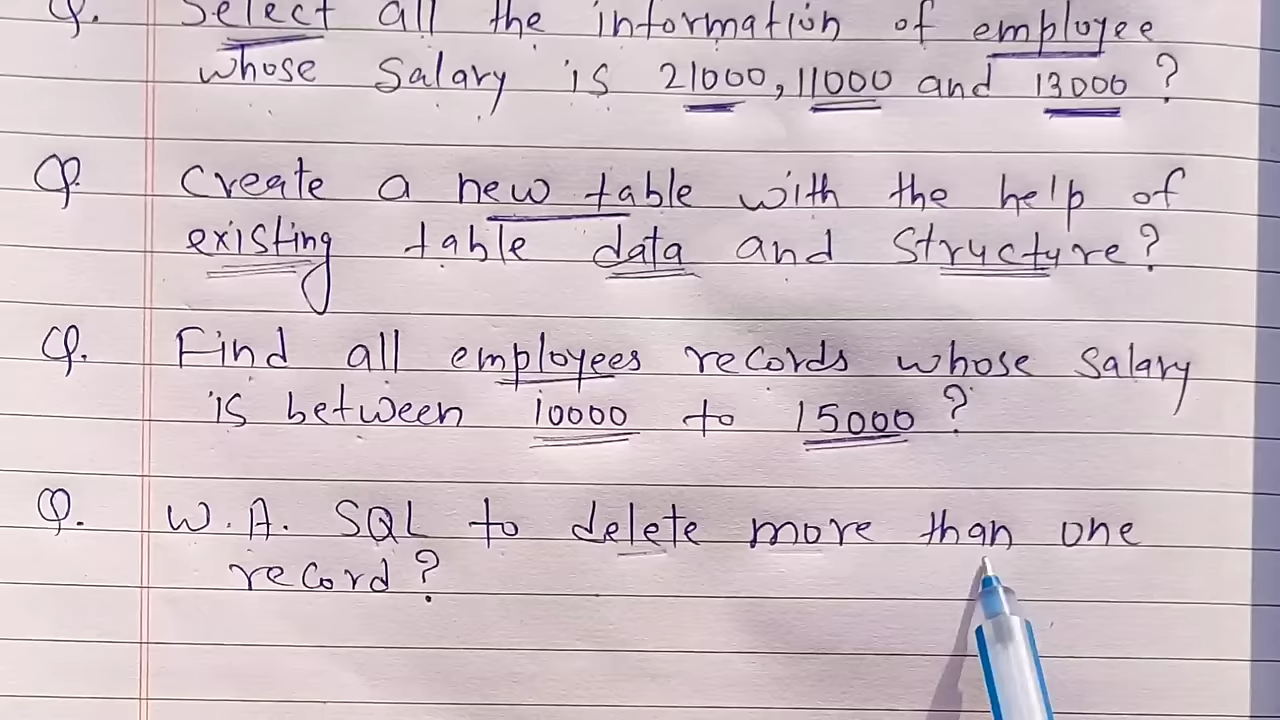 Q. Select all the information of employee
whose salary is 21000, 11000 and 13000 ?
Q. Create a new table with the help of
existing table data and structure ?
Q. Find all employees records whose salary
is between 10000 to 15000 ?
Q. W. A. SQL to delete more than one
record ?